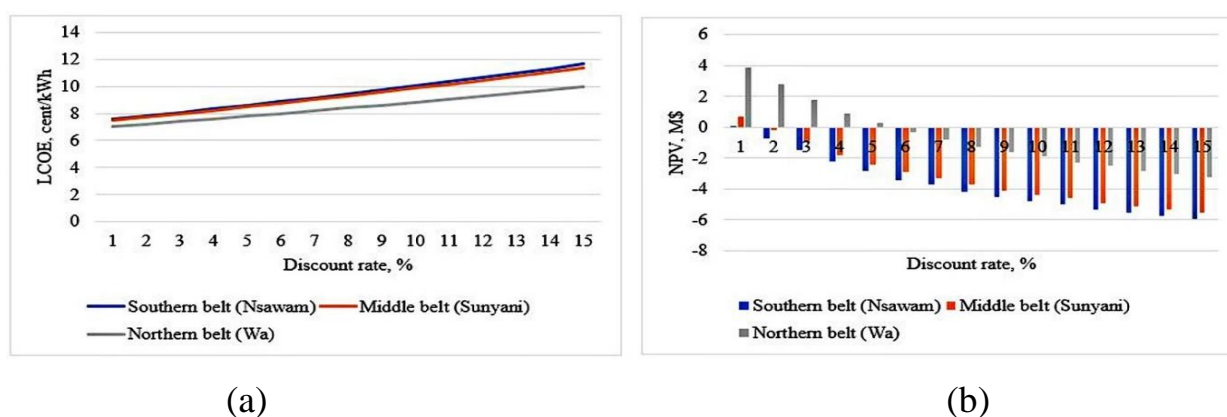 14
12
10
8
6
4
2
0
LCOE, cent/kWh
1 2 3 4 5 6 7 8 9 10 11 12 13 14 15
Discount rate, %
Southern belt (Nsawam) Middle belt (Sunyani)
Northern belt (Wa)
(a)
6
4
2
0
-2
-4
-6
-8
NPV, M$
1 2 3 4 5 6 7 8 9 10 11 12 13 14 15
Discount rate, %
Southern belt (Nsawam) Middle belt (Sunyani)
Northern belt (Wa)
(b)